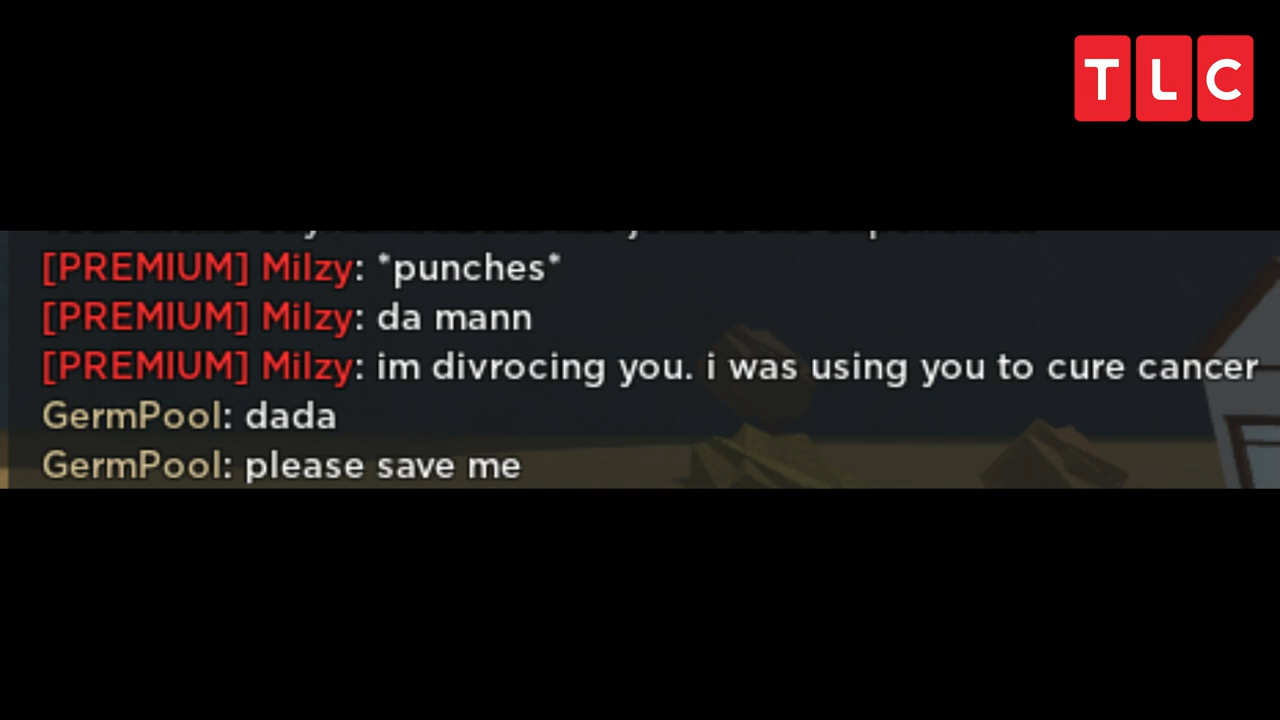 TLC
[PREMIUM] Milzy: *punches*
[PREMIUM] Milzy: da mann
[PREMIUM] Milzy: im divrocing you. i was using you to cure cancer
GermPool: dada
GermPool: please save me